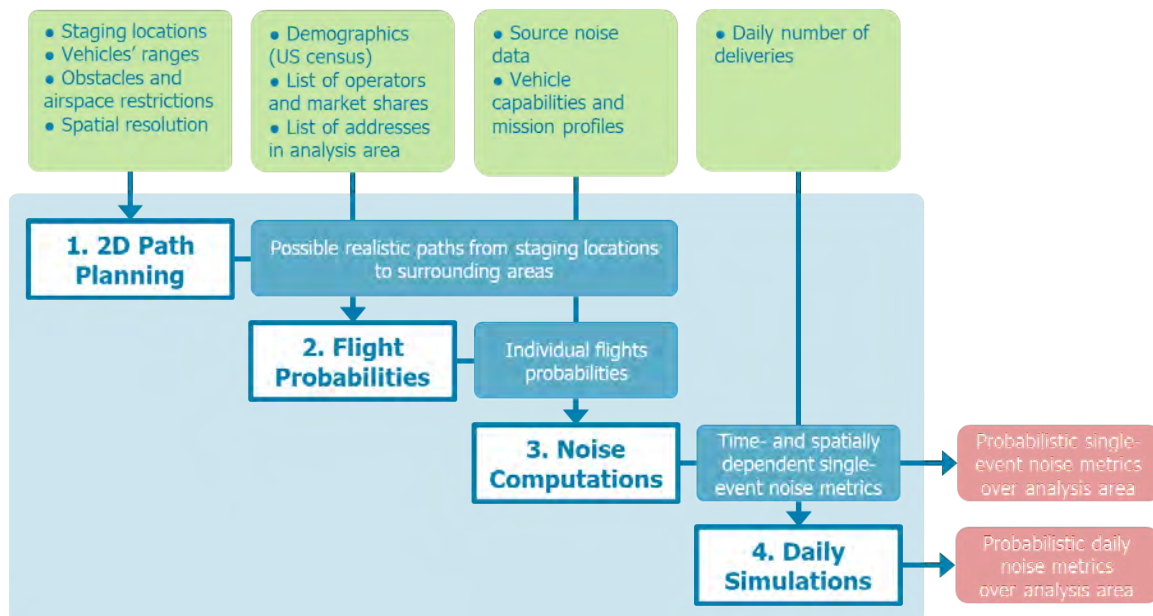 ● Staging locations
● Vehicles' ranges
● Obstacles and
airspace restrictions
● Spatial resolution
● Demographics
(US census)
● List of operators
and market shares
● List of addresses
in analysis area
● Source noise
data
● Vehicle
capabilities and
mission profiles
● Daily number of
deliveries
1. 2D Path
Planning
Possible realistic paths from staging locations
to surrounding areas
2. Flight
Probabilities
Individual flights
probabilities
3. Noise
Computations
Time- and spatially
dependent single-
event noise metrics
Probabilistic single-
event noise metrics
over analysis area
4. Daily
Simulations
Probabilistic daily
noise metrics
over analysis area